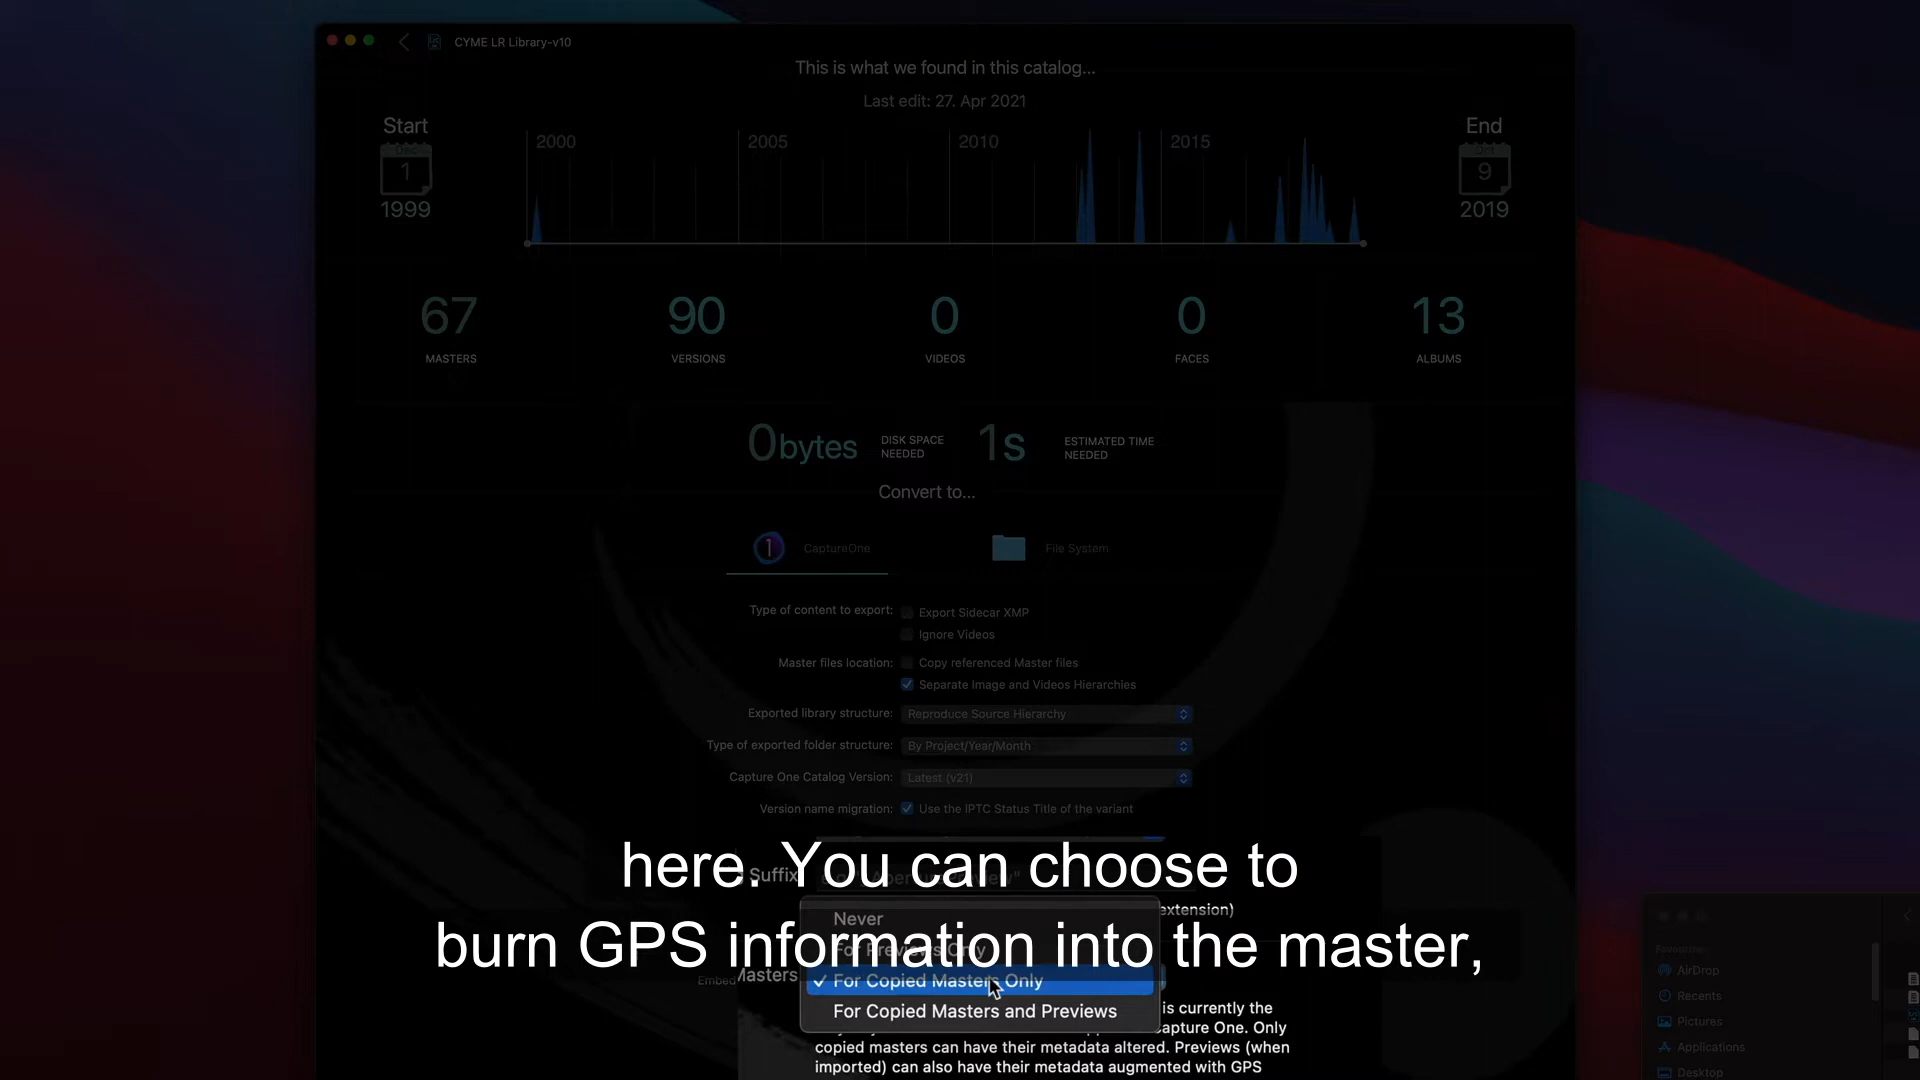 CYME LR Library-v10
This is what we found in this catalog...
Last edit: 27. Apr 2021
Start
End
2000
2005
2010
2015
1
9
1999
2019
67
90
0
0
13
MASTERS
VERSIONS
VIDEOS
FACES
ALBUMS
0bytes
DISK SPACE NEEDED
1s
ESTIMATED TIME NEEDED
Convert to...
CaptureOne
File System
Type of content to export:
Export Sidecar XMP
Ignore Videos
Master files location:
Copy referenced Master files
Separate Image and Videos Hierarchies
Exported library structure:
Reproduce Source Hierarchy
Type of exported folder structure:
By Project/Year/Month
Capture One Catalog Version:
Latest (v21)
Version name migration:
Use the IPTC Status Title of the variant
here. You can choose to
burn GPS information into the master,
Suffix
extension)
Never
For Previews Only
Embed
Masters
For Copied Masters Only
For Copied Masters and Previews
is currently the
Capture One. Only
copied masters can have their metadata altered. Previews (when
imported) can also have their metadata augmented with GPS
Favourites
AirDrop
Recents
Pictures
Applications
Desktop